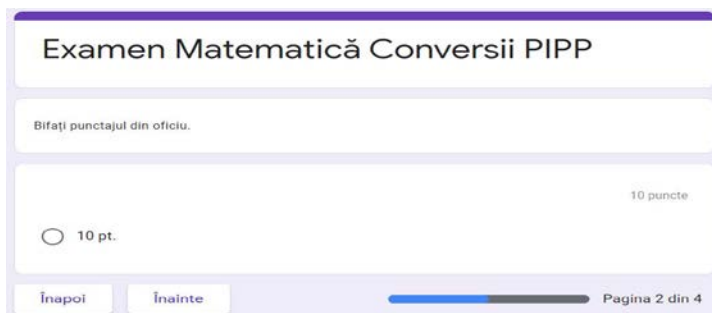 Examen Matematică Conversii PIPP
Bifați punctajul din oficiu.
10 puncte
10 pt.
Înapoi
Înainte
Pagina 2 din 4